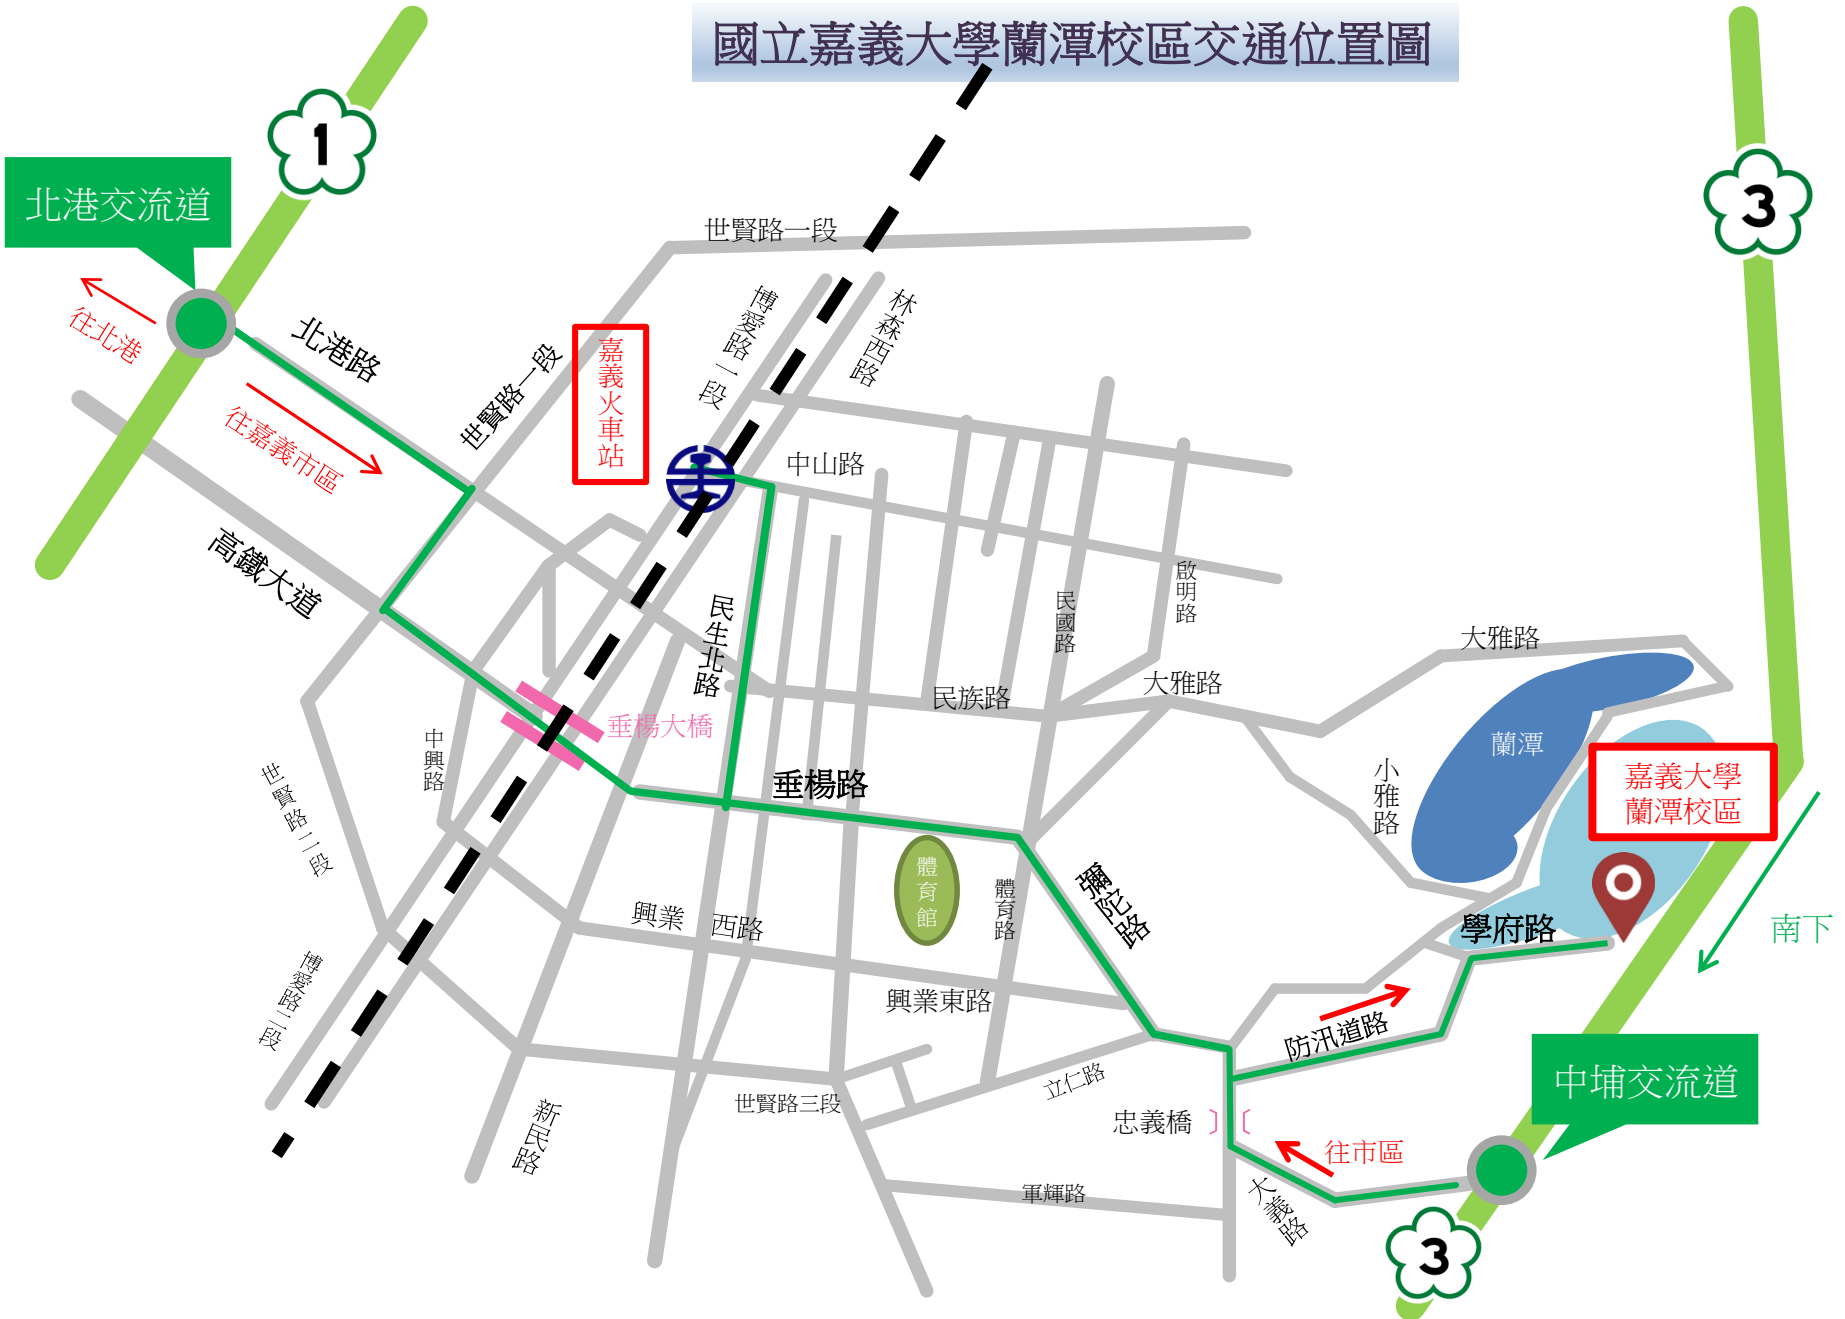 國立嘉義大學蘭潭校區交通位置圖
1
3
北港交流道
世賢路一段
往北港
北港路
博愛路一段
林森西路
世賢路一段
嘉義火車站
往嘉義市區
中山路
高鐵大道
民生北路
民國路
啟明路
大雅路
民族路
大雅路
垂楊大橋
中興路
蘭潭
嘉義大學
蘭潭校區
世賢路二段
垂楊路
小雅路
體育館
體育路
彌陀路
興業 西路
學府路
南下
博愛路二段
興業東路
防汛道路
立仁路
中埔交流道
世賢路三段
新民路
忠義橋
往市區
軍輝路
大義路
3